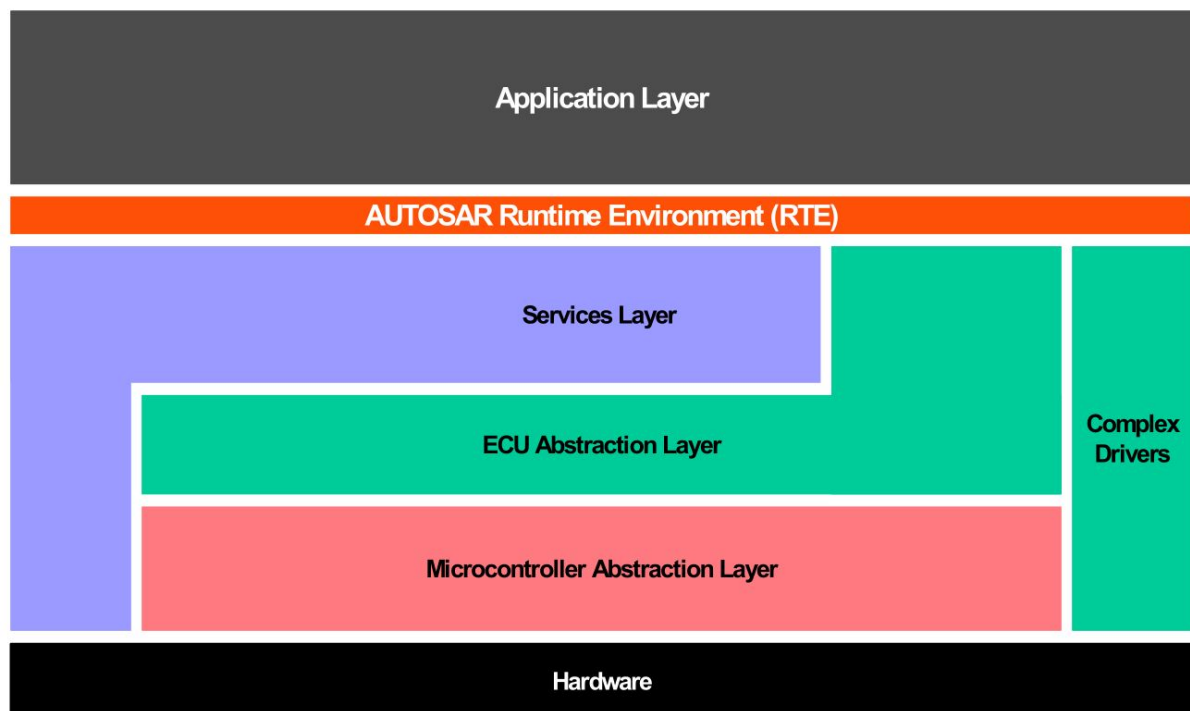 Application Layer
AUTOSAR Runtime Environment (RTE)
Services Layer
ECU Abstraction Layer
Complex
Drivers
Microcontroller Abstraction Layer
Hardware